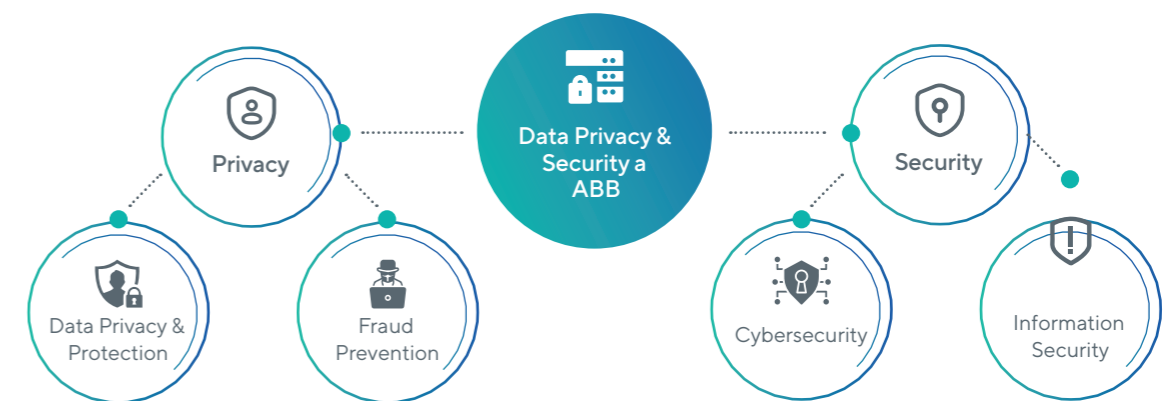 Data Privacy &
Security a
ABB
Privacy
Security
Data Privacy &
Protection
Fraud
Prevention
Cybersecurity
Information
Security